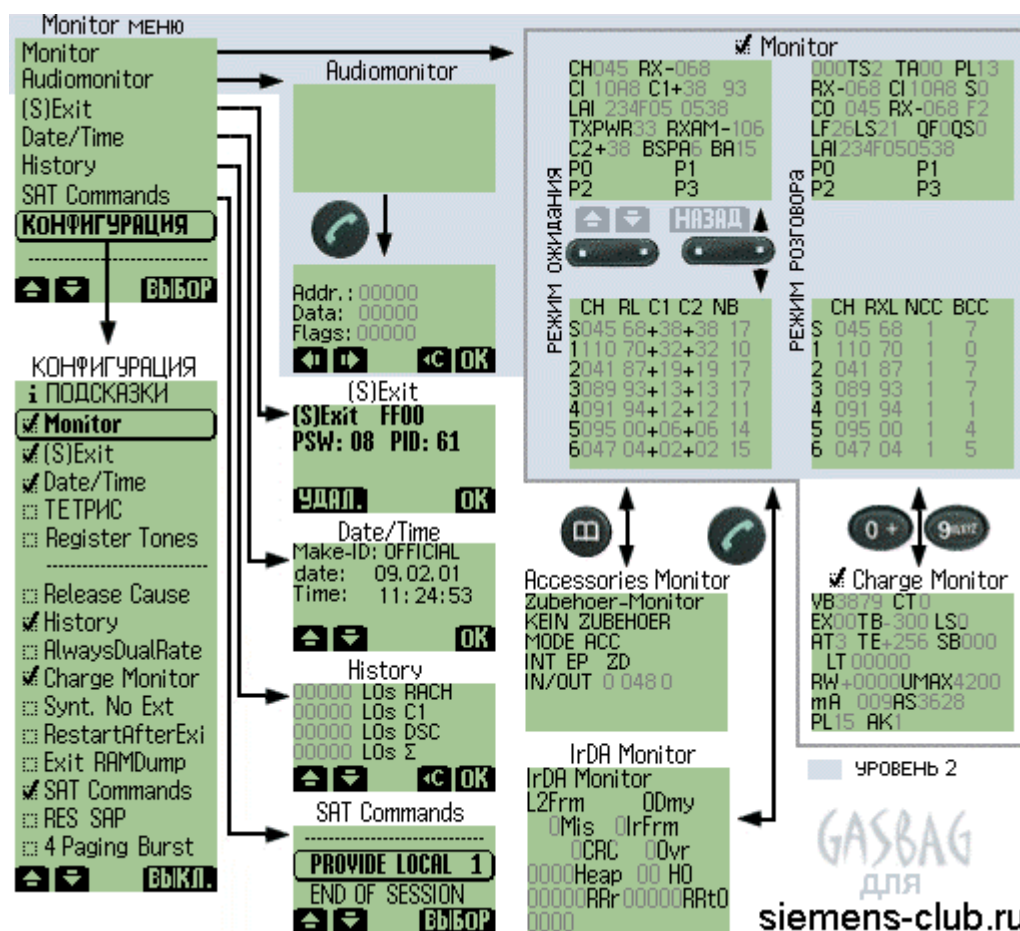 Monitor меню
Monitor
Audiomonitor
(S)Exit
Date/Time
History
SAT Commands
КОНФИГУРАЦИЯ
ВЫБОР
КОНФИГУРАЦИЯ
i ПОДСКАЗКИ
Monitor
(S)Exit
Date/Time
ТЕТРИС
Register Tones
Release Cause
History
AlwaysDualRate
Charge Monitor
Synt. No Ext
RestartAfterExi
Exit RAMDump
SAT Commands
RES SAP
4 Paging Burst
ВЫКЛ.
Audiomonitor
Addr.:00000
Data: 00000
Flags:00000
<C OK
(S)Exit
(S)Exit FF00
PSW: 08 PID: 61
УДАЛ. OK
Date/Time
Make-ID: OFFICIAL
date: 09.02.01
Time: 11:24:53
OK
History
00000 LOs RACH
00000 LOs C1
00000 LOs DSC
00000 LOs Σ
<C OK
SAT Commands
PROVIDE LOCAL 1
END OF SESSION
ВЫБОР
Monitor
РЕЖИМ ОЖИДАНИЯ
CH045 RX-068
CI 10A8 C1+38 93
LAI 234F05 0538
TXPWR33 RXAM-106
C2+38 BSPA6 BA15
P0 P1
P2 P3
НАЗАД
CH RL C1 C2 NB
S045 68+38+38 17
1110 70+32+32 10
2041 87+19+19 17
3089 93+13+13 17
4091 94+12+12 11
5095 00+06+06 14
6047 04+02+02 15
РЕЖИМ РОЗГОВОРА
000TS2 TA00 PL13
RX-068 CI10A8 S0
CO 045 RX-068 F2
LF26LS21 QF0QS0
LAI234F050538
P0 P1
P2 P3
CH RXL NCC BCC
S 045 68 1 7
1 110 70 1 0
2 041 87 1 7
3 089 93 1 7
4 091 94 1 1
5 095 00 1 4
6 047 04 1 5
0 +
9
Accessories Monitor
Zubehoer-Monitor
KEIN ZUBEHOER
MODE ACC
INT EP ZD
IN/OUT 0 048 0
IrDA Monitor
IrDA Monitor
L2Frm 0Dmy
0Mis 0IrFrm
0CRC 0Ovr
0000Heap 00 H0
00000RRr00000RRt0
0000
Charge Monitor
VB3879 CT0
EX00TB-300 LS0
AT3 TE+256 SB000
LT 00000
RW+0000UMAX4200
mA 009AS3628
PL15 AK1
УРОВЕНЬ 2
GASBAG
для
siemens-club.ru